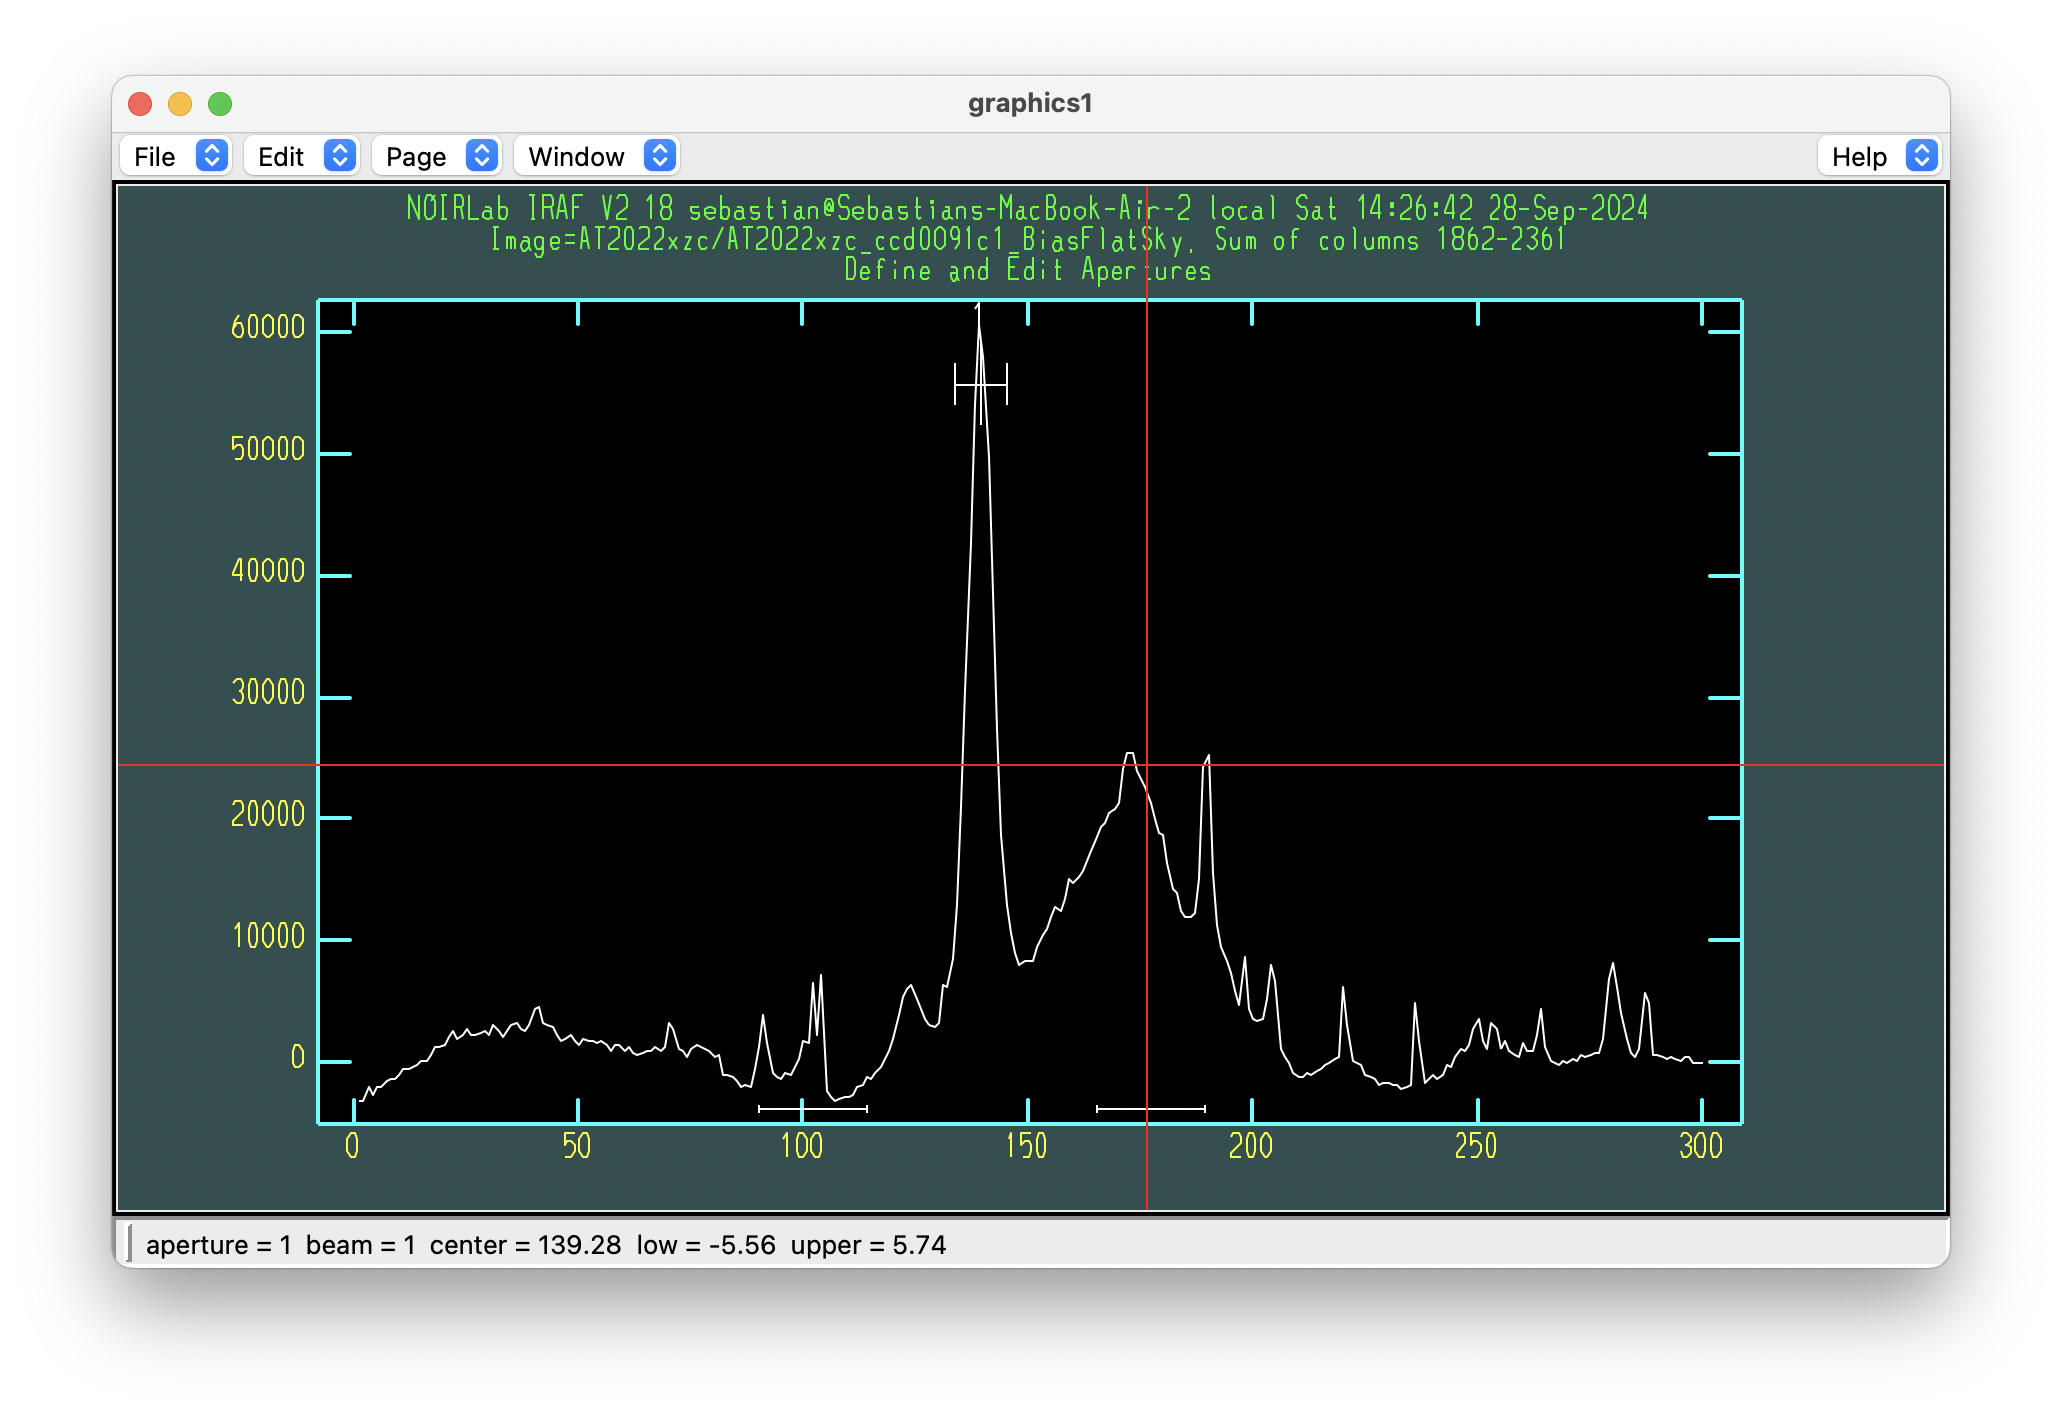 graphics1
File Edit Page Window Help
NOIRLab IRAF V2 18 sebastian@Sebastians-MacBook-Air-2 local Sat 14:26:42 28-Sep-2024
Image=AT2022xzc/AT2022xzc_ccd0091c1_BiasFlatSky, Sum of columns 1862-2361
Define and Edit Apertures
60000
50000
40000
30000
20000
10000
0
0 50 100 150 200 250 300
aperture = 1 beam = 1 center = 139.28 low = -5.56 upper = 5.74